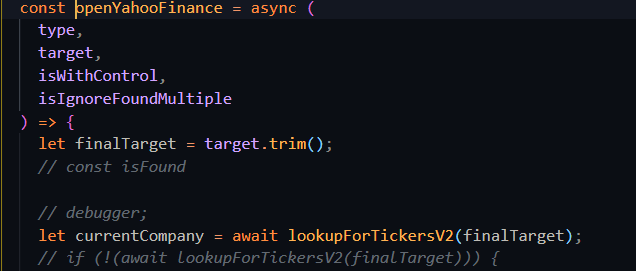 const openYahooFinance = async (
type,
target,
isWithControl,
isIgnoreFoundMultiple
) => {
let finalTarget = target.trim();
// const isFound
// debugger;
let currentCompany = await lookupForTickersV2(finalTarget);
// if (!(await lookupForTickersV2(finalTarget))) {